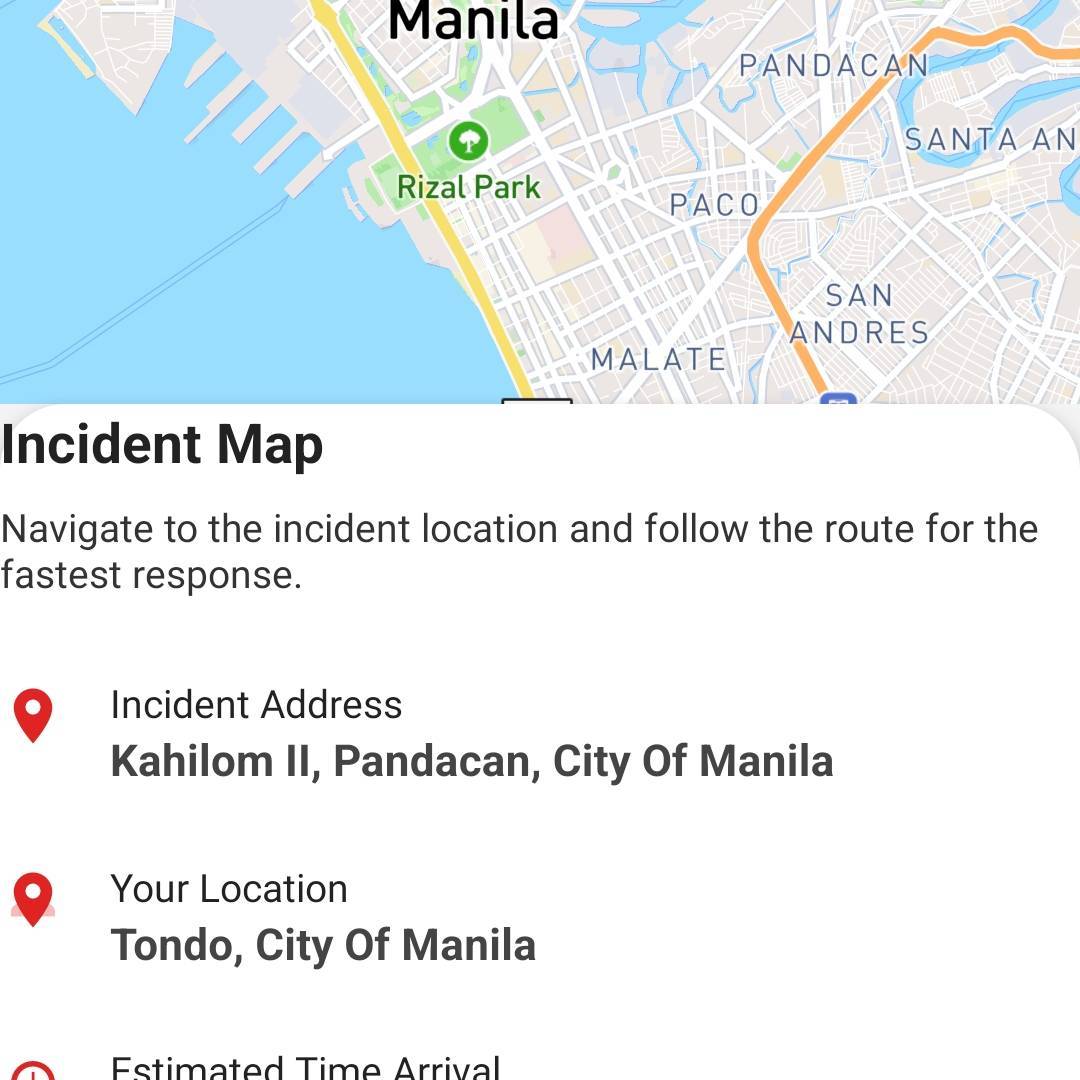 Manila
PANDACAN
SANTA AN
Rizal Park
PACO
SAN
ANDRES
MALATE
Incident Map
Navigate to the incident location and follow the route for the
fastest response.
Incident Address
Kahilom II, Pandacan, City Of Manila
Your Location
Tondo, City Of Manila
Estimated Time Arrival